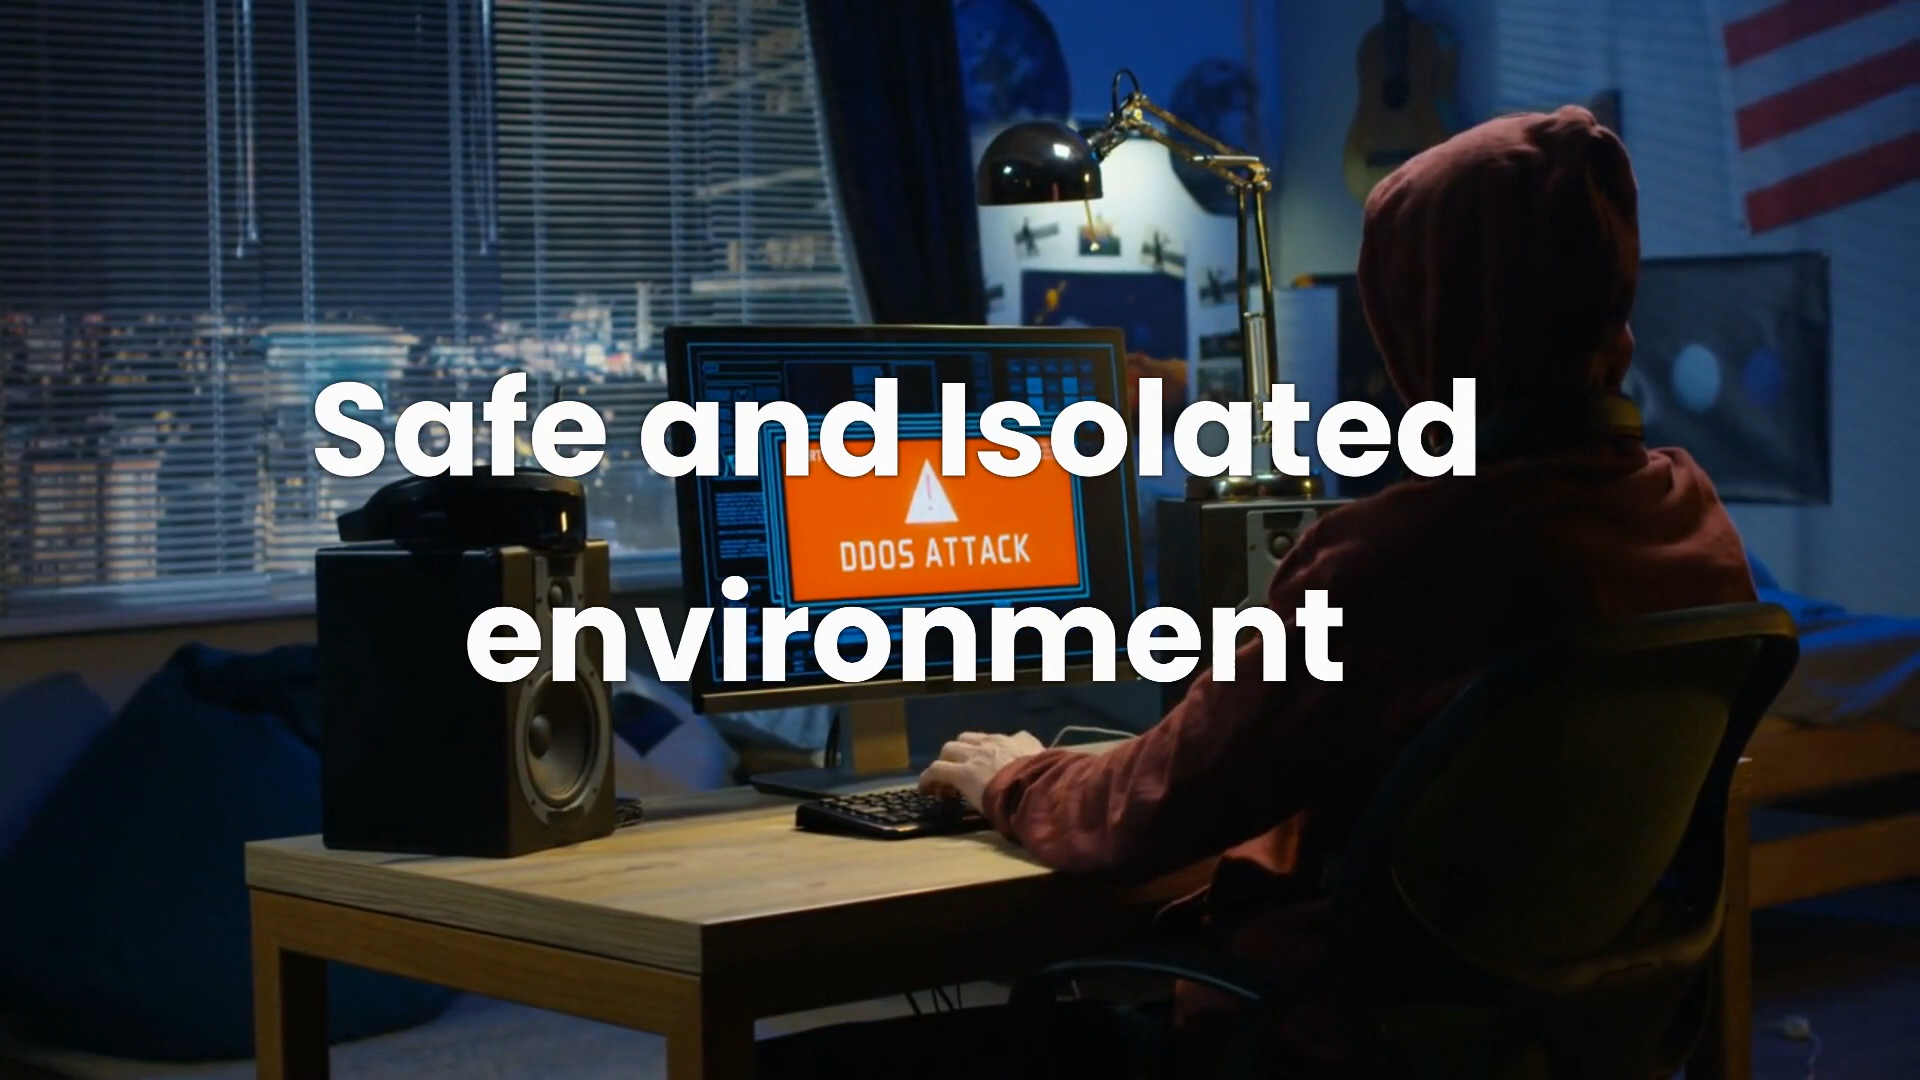 Safe and Isolated
DDOS ATTACK
environment